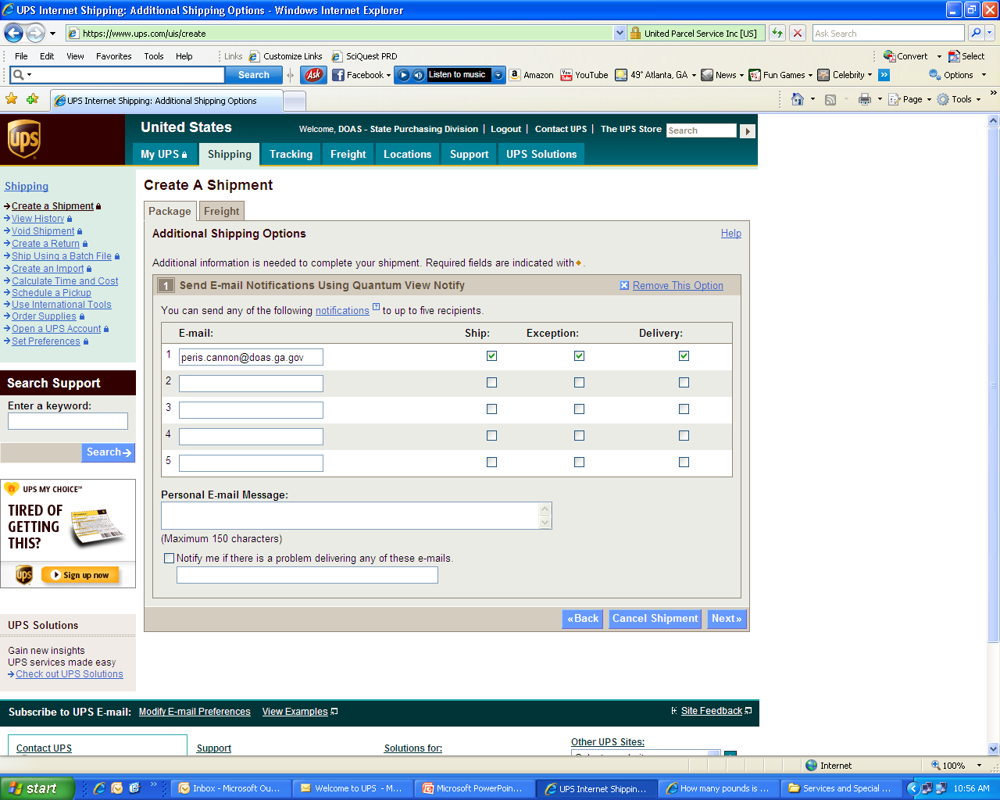 UPS Internet Shipping: Additional Shipping Options - Windows Internet Explorer
https://www.ups.com/uis/create
United Parcel Service Inc [US]
Ask Search
File Edit View Favorites Tools Help
Links Customize Links SciQuest PRD
Convert Select
Search Ask Facebook Listen to music Amazon YouTube 49° Atlanta, GA News Fun Games Celebrity Options
UPS Internet Shipping: Additional Shipping Options
Page Tools
ups
United States
Welcome, DOAS - State Purchasing Division | Logout | Contact UPS | The UPS Store
Search
My UPS Shipping Tracking Freight Locations Support UPS Solutions
Shipping
Create a Shipment
View History
Void Shipment
Create a Return
Ship Using a Batch File
Create an Import
Calculate Time and Cost
Schedule a Pickup
Use International Tools
Order Supplies
Open a UPS Account
Set Preferences
Search Support
Enter a keyword:
Search
UPS MY CHOICE™
TIRED OF
GETTING
THIS?
ups
Sign up now
UPS Solutions
Gain new insights
UPS services made easy
Check out UPS Solutions
Create A Shipment
Package Freight
Additional Shipping Options
Help
Additional information is needed to complete your shipment. Required fields are indicated with .
1 Send E-mail Notifications Using Quantum View Notify
Remove This Option
You can send any of the following notifications ? to up to five recipients.
E-mail: Ship: Exception: Delivery:
1 peris.cannon@doas.ga.gov
2
3
4
5
Personal E-mail Message:
(Maximum 150 characters)
Notify me if there is a problem delivering any of these e-mails.
«Back Cancel Shipment Next»
Subscribe to UPS E-mail: Modify E-mail Preferences View Examples
Site Feedback
Contact UPS Support Solutions for: Other UPS Sites:
Internet 100%
start
Inbox - Microsoft Ou...
Welcome to UPS - M...
Microsoft PowerPoin...
UPS Internet Shippin...
How many pounds is ...
Services and Special ...
10:56 AM